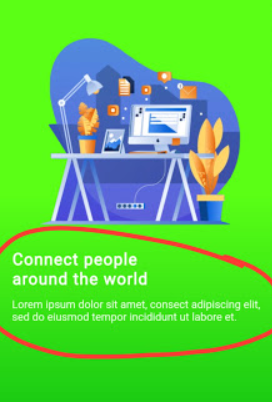 Connect people
around the world
Lorem ipsum dolor sit amet, consect adipiscing elit,
sed do eiusmod tempor incididunt ut labore et.